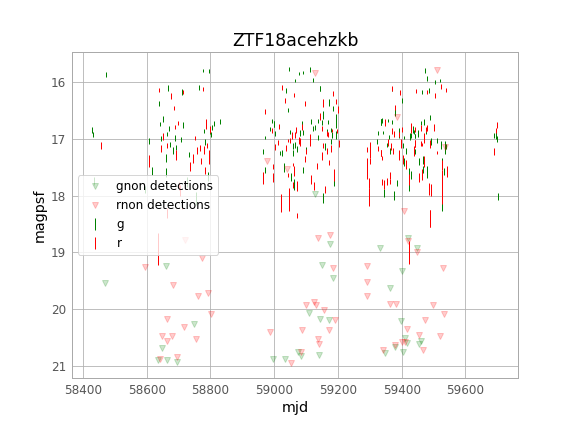 ZTF18acehzkb
16
17
18
19
20
21
magpsf
gnon detections
rnon detections
g
r
58400 58600 58800 59000 59200 59400 59600
mjd